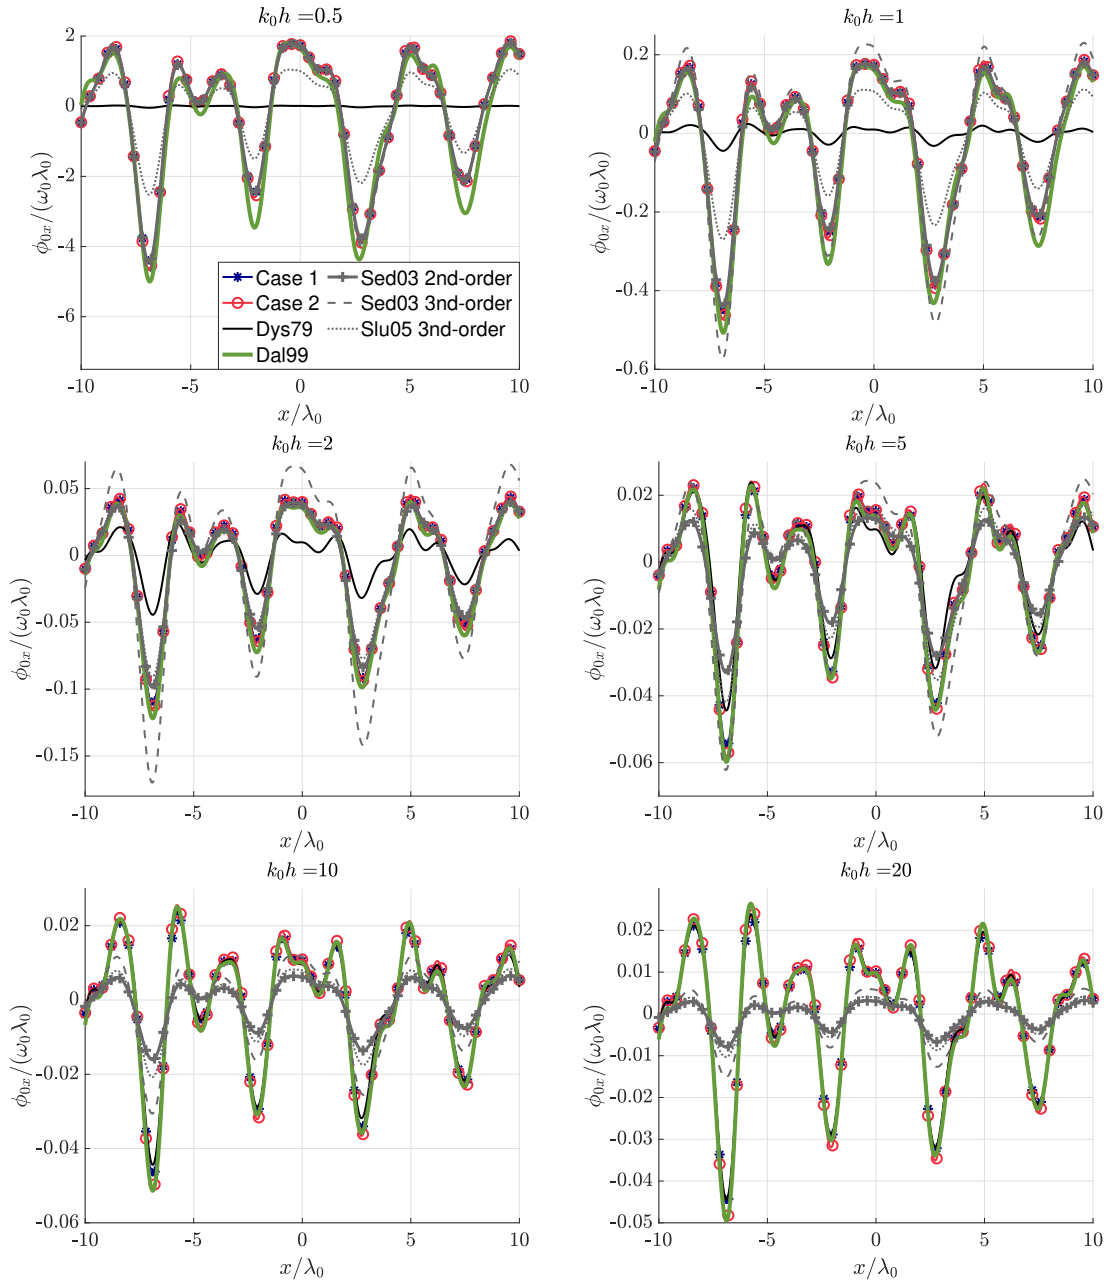 k₀h =0.5
2
0
-2
-4
-6
ϕ₀ₓ/(ω₀λ₀)
Case 1
Case 2
Dys79
Dal99
Sed03 2nd-order
Sed03 3nd-order
Slu05 3nd-order
-10 -5 0 5 10
x/λ₀
k₀h =1
0.2
0
-0.2
-0.4
-0.6
ϕ₀ₓ/(ω₀λ₀)
-10 -5 0 5 10
x/λ₀
k₀h =2
0.05
0
-0.05
-0.1
-0.15
ϕ₀ₓ/(ω₀λ₀)
-10 -5 0 5 10
x/λ₀
k₀h =5
0.02
0
-0.02
-0.04
-0.06
ϕ₀ₓ/(ω₀λ₀)
-10 -5 0 5 10
x/λ₀
k₀h =10
0.02
0
-0.02
-0.04
-0.06
ϕ₀ₓ/(ω₀λ₀)
-10 -5 0 5 10
x/λ₀
k₀h =20
0.02
0.01
0
-0.01
-0.02
-0.03
-0.04
-0.05
ϕ₀ₓ/(ω₀λ₀)
-10 -5 0 5 10
x/λ₀